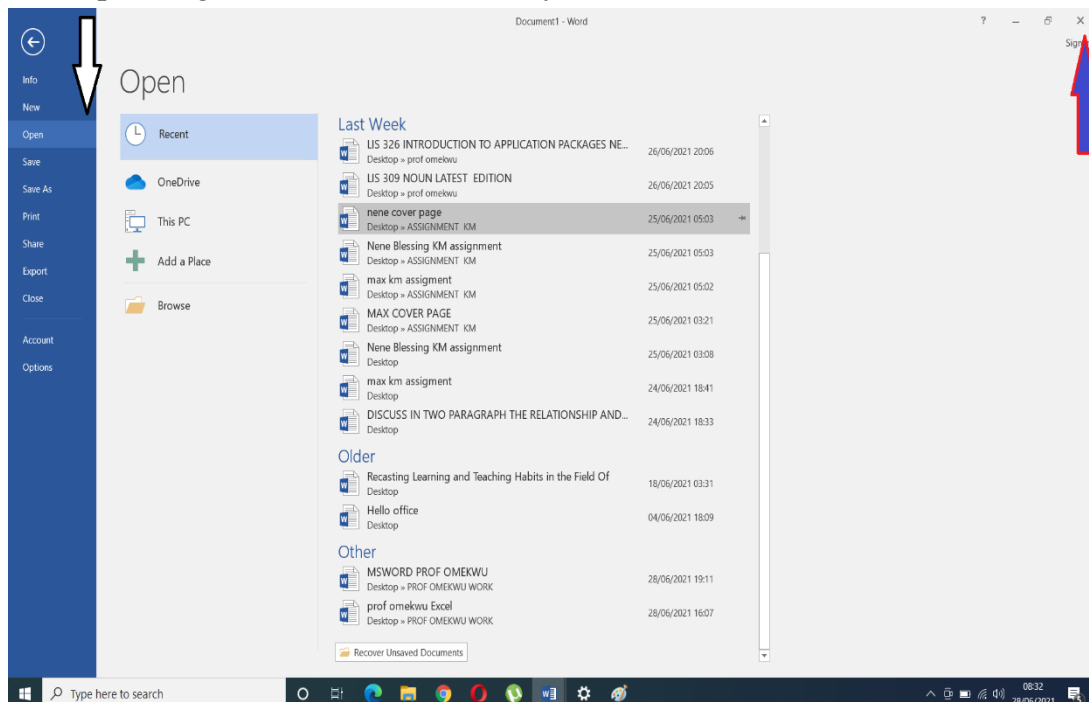 Document1 - Word
?
Info
New
Open
Save
Save As
Print
Share
Export
Close
Account
Options
Open
Recent
OneDrive
This PC
Add a Place
Browse
Last Week
LIS 326 INTRODUCTION TO APPLICATION PACKAGES NE...
Desktop » prof omekwu
26/06/2021 20:06
LIS 309 NOUN LATEST EDITION
Desktop » prof omekwu
26/06/2021 20:05
nene cover page
Desktop » ASSIGNMENT KM
25/06/2021 05:03
Nene Blessing KM assignment
Desktop » ASSIGNMENT KM
25/06/2021 05:03
max km assigment
Desktop » ASSIGNMENT KM
25/06/2021 05:02
MAX COVER PAGE
Desktop » ASSIGNMENT KM
25/06/2021 03:21
Nene Blessing KM assignment
Desktop
25/06/2021 03:08
max km assigment
Desktop
24/06/2021 18:41
DISCUSS IN TWO PARAGRAPH THE RELATIONSHIP AND...
Desktop
24/06/2021 18:33
Older
Recasting Learning and Teaching Habits in the Field Of
Desktop
18/06/2021 03:31
Hello office
Desktop
04/06/2021 18:09
Other
MSWORD PROF OMEKWU
Desktop » PROF OMEKWU WORK
28/06/2021 19:11
prof omekwu Excel
Desktop » PROF OMEKWU WORK
28/06/2021 16:07
Recover Unsaved Documents
Type here to search
08:32
28/06/2021